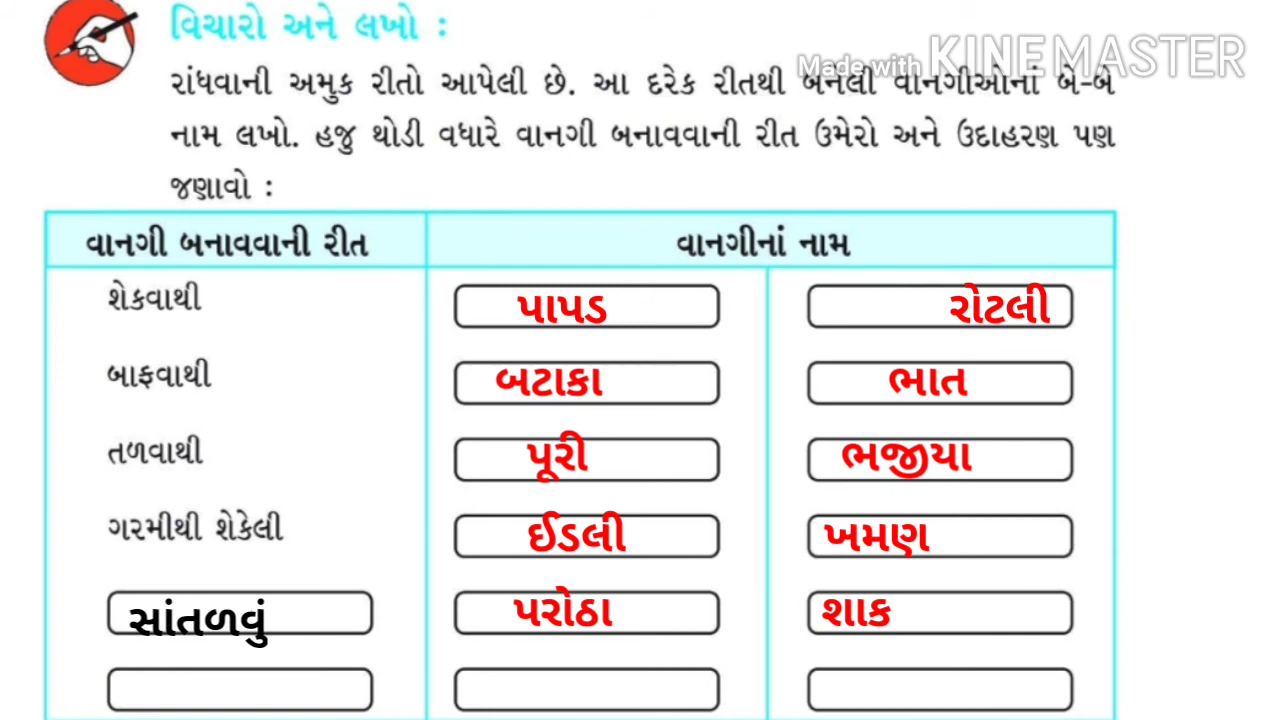 વિચારો અને લખો :
Made with KINEMASTER
રાંધવાની અમુક રીતો આપેલી છે. આ દરેક રીતથી બનેલી વાનગીઓનાં બે-બે
નામ લખો. હજુ થોડી વધારે વાનગી બનાવવાની રીત ઉમેરો અને ઉદાહરણ પણ
જણાવો :
વાનગી બનાવવાની રીત વાનગીનાં નામ
શેકવાથી પાપડ રોટલી
બાફવાથી બટાકા ભાત
તળવાથી પૂરી ભજીયા
ગરમીથી શેકેલી ઈડલી ખમણ
સાંતળવું પરોઠા શાક